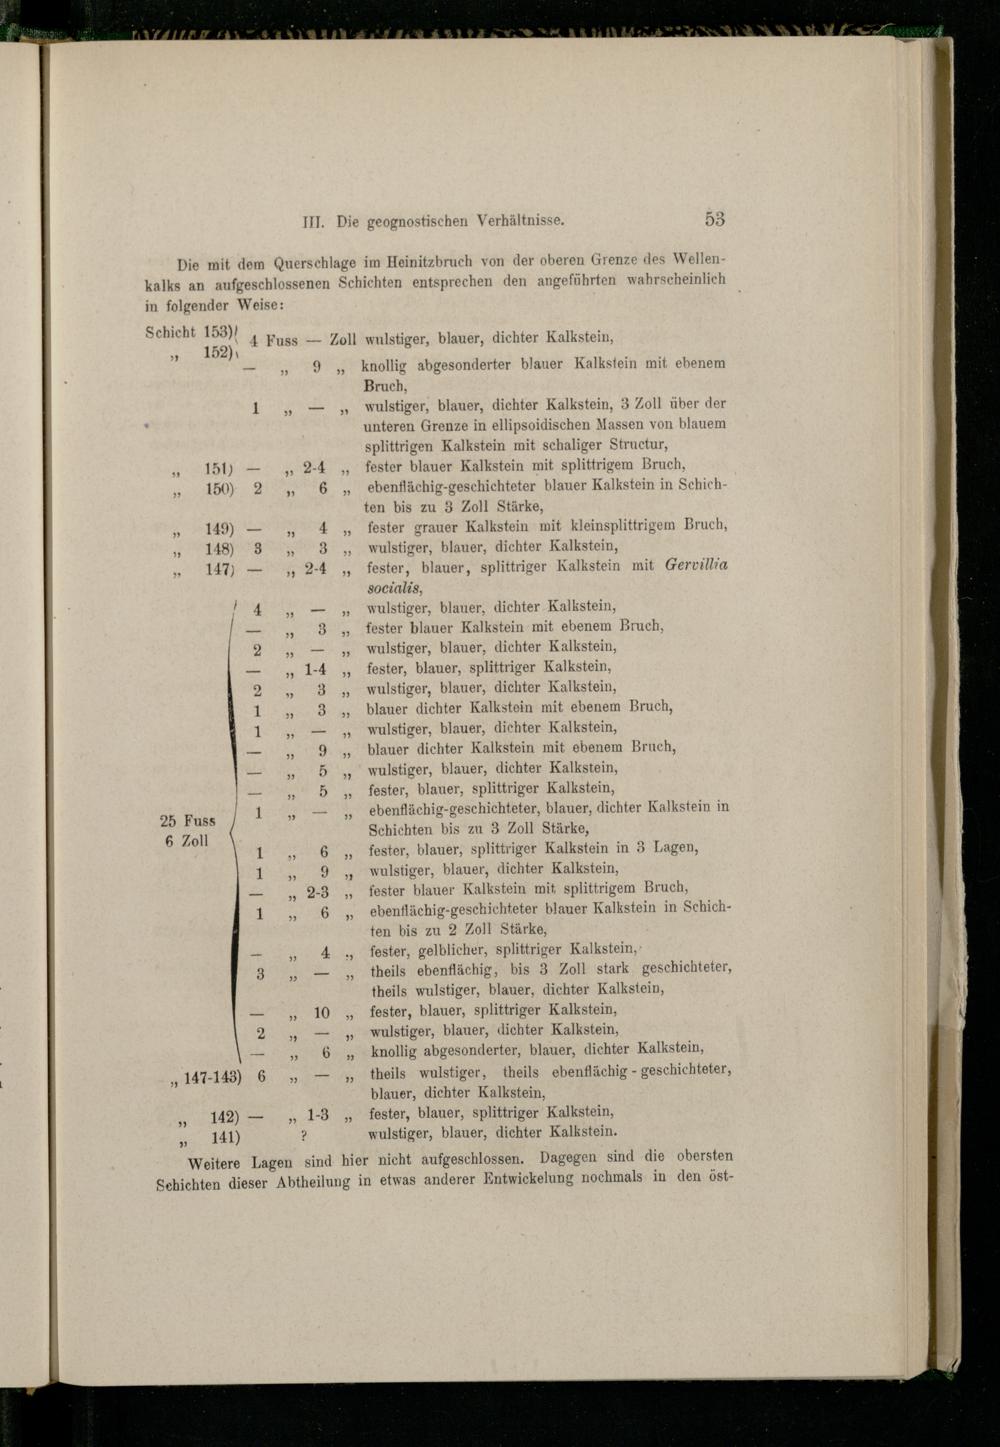 III. Die geognostischen Verhältnisse. 53
Die mit dem Querschlage im Heinitzbruch von der oberen Grenze des Wellen-
kalks an aufgeschlossenen Schichten entsprechen den angeführten wahrscheinlich
in folgender Weise:
Schicht 153) 4 Fuss — Zoll wulstiger, blauer, dichter Kalkstein,
„ 152)
— „ 9 „ knollig abgesonderter blauer Kalkstein mit ebenem
Bruch,
1 „ — „ wulstiger, blauer, dichter Kalkstein, 3 Zoll über der
unteren Grenze in ellipsoidischen Massen von blauem
splittrigen Kalkstein mit schaliger Structur,
„ 151) — „ 2-4 „ fester blauer Kalkstein mit splittrigem Bruch,
„ 150) 2 „ 6 „ ebenflächig-geschichteter blauer Kalkstein in Schich-
ten bis zu 3 Zoll Stärke,
„ 149) — „ 4 „ fester grauer Kalkstein mit kleinsplittrigem Bruch,
„ 148) 3 „ 3 „ wulstiger, blauer, dichter Kalkstein,
„ 147) — „ 2-4 „ fester, blauer, splittriger Kalkstein mit Gervillia
socialis,
4 „ — „ wulstiger, blauer, dichter Kalkstein,
— „ 3 „ fester blauer Kalkstein mit ebenem Bruch,
2 „ — „ wulstiger, blauer, dichter Kalkstein,
— „ 1-4 „ fester, blauer, splittriger Kalkstein,
2 „ 3 „ wulstiger, blauer, dichter Kalkstein,
1 „ 3 „ blauer dichter Kalkstein mit ebenem Bruch,
1 „ — „ wulstiger, blauer, dichter Kalkstein,
— „ 9 „ blauer dichter Kalkstein mit ebenem Bruch,
— „ 5 „ wulstiger, blauer, dichter Kalkstein,
— „ 5 „ fester, blauer, splittriger Kalkstein,
1 „ — „ ebenflächig-geschichteter, blauer, dichter Kalkstein in
25 Fuss
Schichten bis zu 3 Zoll Stärke,
6 Zoll
1 „ 6 „ fester, blauer, splittriger Kalkstein in 3 Lagen,
1 „ 9 „ wulstiger, blauer, dichter Kalkstein,
— „ 2-3 „ fester blauer Kalkstein mit splittrigem Bruch,
1 „ 6 „ ebenflächig-geschichteter blauer Kalkstein in Schich-
ten bis zu 2 Zoll Stärke,
— „ 4 „ fester, gelblicher, splittriger Kalkstein,
3 „ — „ theils ebenflächig, bis 3 Zoll stark geschichteter,
theils wulstiger, blauer, dichter Kalkstein,
— „ 10 „ fester, blauer, splittriger Kalkstein,
2 „ — „ wulstiger, blauer, dichter Kalkstein,
— „ 6 „ knollig abgesonderter, blauer, dichter Kalkstein,
„ 147-143) 6 „ — „ theils wulstiger, theils ebenflächig-geschichteter,
blauer, dichter Kalkstein,
„ 142) — „ 1-3 „ fester, blauer, splittriger Kalkstein,
„ 141) ? wulstiger, blauer, dichter Kalkstein.
Weitere Lagen sind hier nicht aufgeschlossen. Dagegen sind die obersten
Schichten dieser Abtheilung in etwas anderer Entwickelung nochmals in den öst-